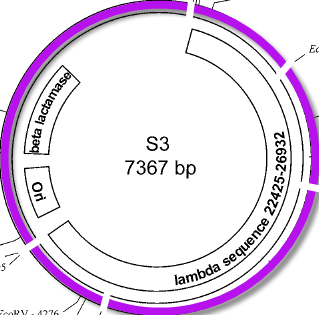 S3
7367 bp
beta lactamase
Ori
lambda sequence 22425-26932
EcoRV - 4276